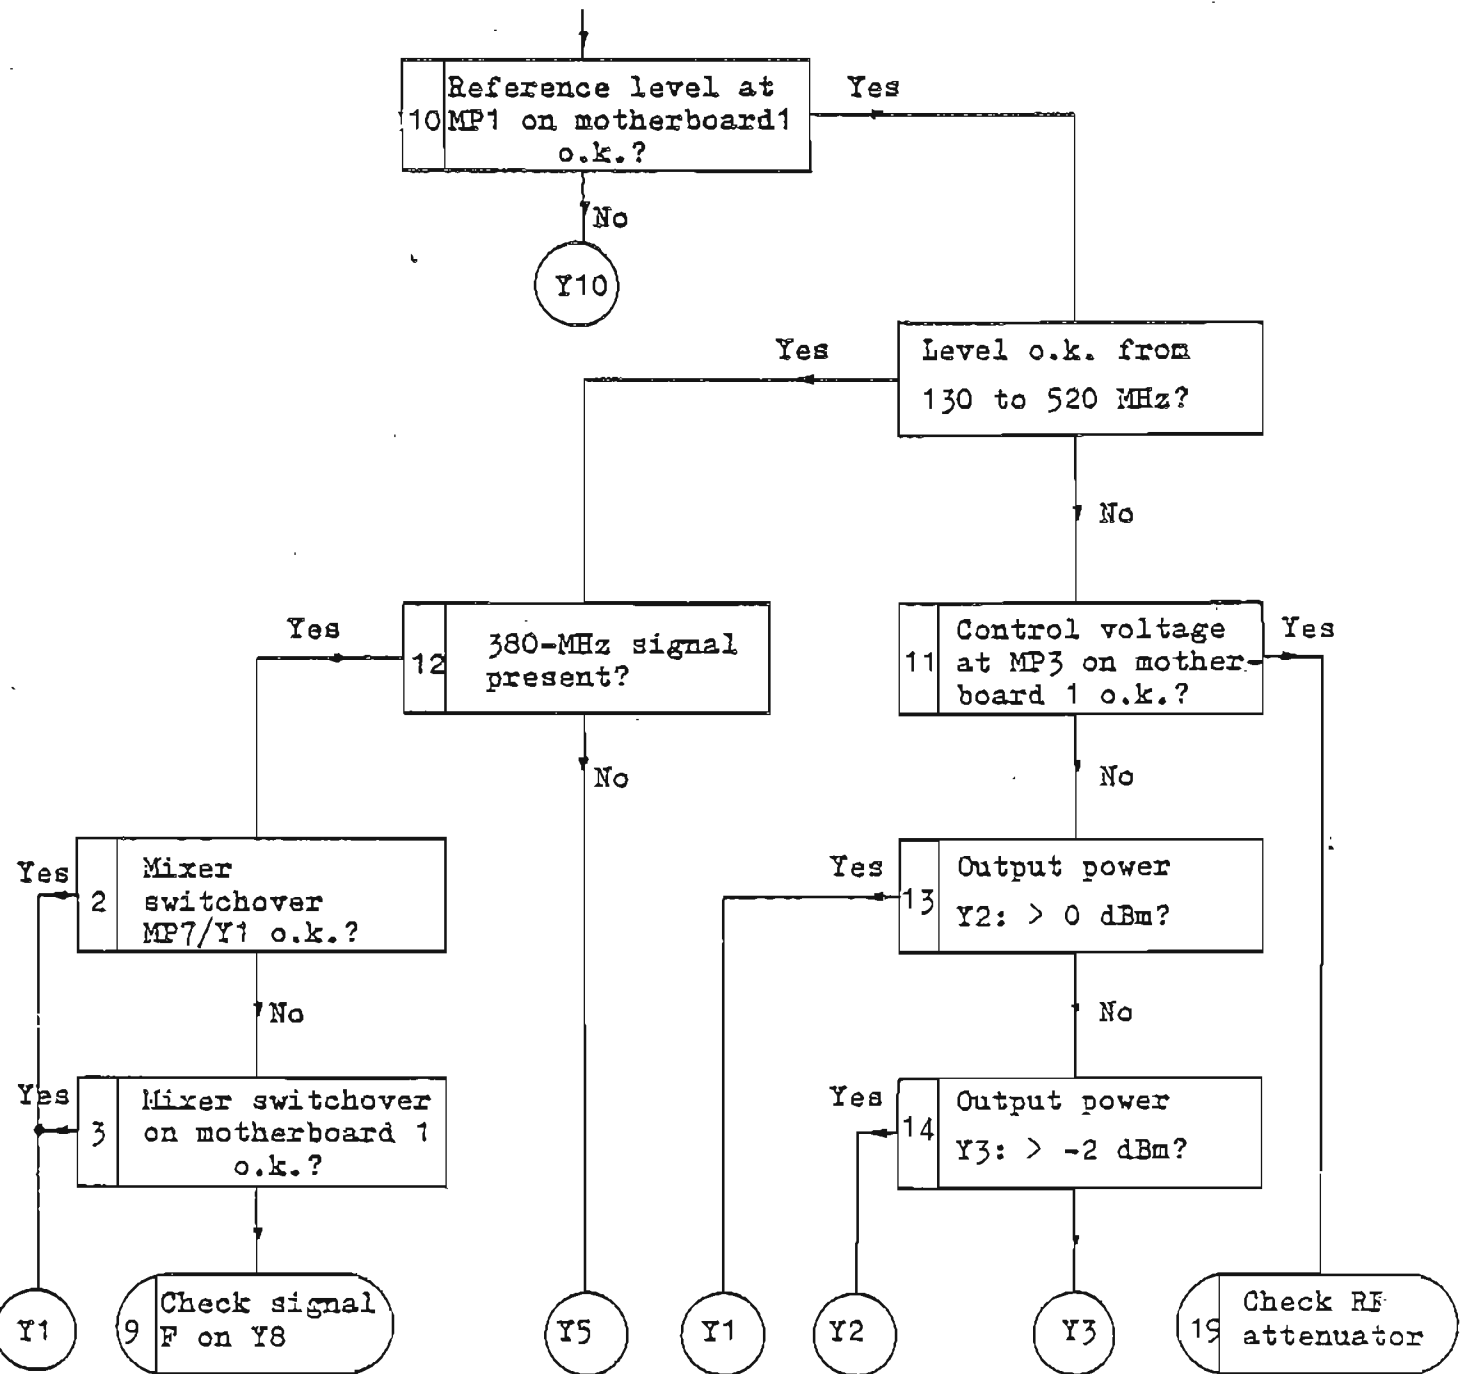 10
Reference level at
MP1 on motherboard1
o.k.?
Yes
No
Y10
Level o.k. from
130 to 520 MHz?
Yes
No
12
380-MHz signal
present?
Yes
No
11
Control voltage
at MP3 on mother-
board 1 o.k.?
Yes
No
2
Mixer
switchover
MP7/Y1 o.k.?
Yes
No
13
Output power
Y2: > 0 dBm?
Yes
No
3
Mixer switchover
on motherboard 1
o.k.?
Yes
14
Output power
Y3: > -2 dBm?
Yes
Y1
9
Check signal
F on Y8
Y5
Y1
Y2
Y3
19
Check RF
attenuator